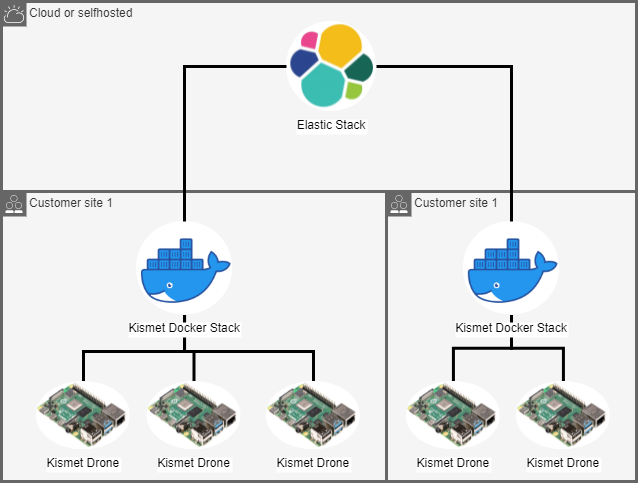 Cloud or selfhosted
Elastic Stack
Customer site 1
Customer site 1
Kismet Docker Stack
Kismet Docker Stack
Kismet Drone
Kismet Drone
Kismet Drone
Kismet Drone
Kismet Drone